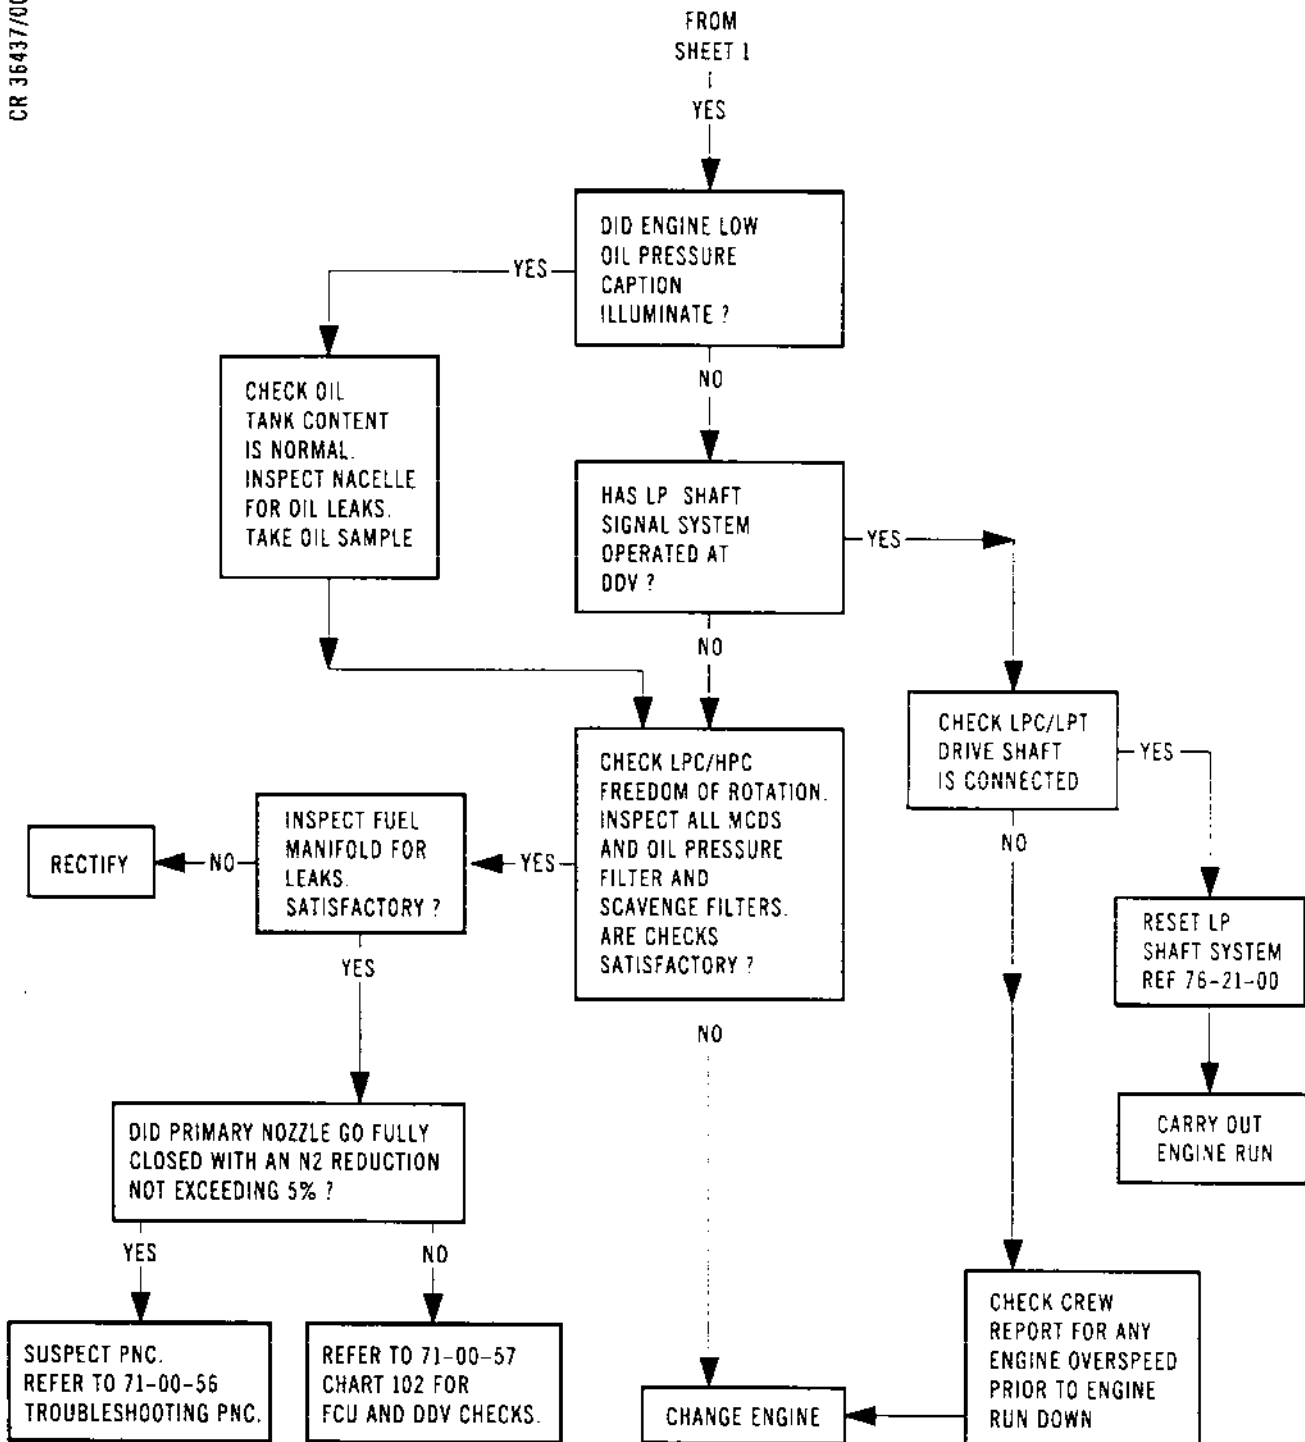 CR 36437/00
FROM
SHEET 1
YES
DID ENGINE LOW
OIL PRESSURE
CAPTION
ILLUMINATE ?
YES
NO
CHECK OIL
TANK CONTENT
IS NORMAL.
INSPECT NACELLE
FOR OIL LEAKS.
TAKE OIL SAMPLE
HAS LP SHAFT
SIGNAL SYSTEM
OPERATED AT
DDV ?
YES
NO
CHECK LPC/LPT
DRIVE SHAFT
IS CONNECTED
YES
NO
CHECK LPC/HPC
FREEDOM OF ROTATION.
INSPECT ALL MCDS
AND OIL PRESSURE
FILTER AND
SCAVENGE FILTERS.
ARE CHECKS
SATISFACTORY ?
YES
NO
INSPECT FUEL
MANIFOLD FOR
LEAKS.
SATISFACTORY ?
NO
RECTIFY
YES
RESET LP
SHAFT SYSTEM
REF 76-21-00
CARRY OUT
ENGINE RUN
DID PRIMARY NOZZLE GO FULLY
CLOSED WITH AN N2 REDUCTION
NOT EXCEEDING 5% ?
YES
NO
SUSPECT PNC.
REFER TO 71-00-56
TROUBLESHOOTING PNC.
REFER TO 71-00-57
CHART 102 FOR
FCU AND DDV CHECKS.
CHANGE ENGINE
CHECK CREW
REPORT FOR ANY
ENGINE OVERSPEED
PRIOR TO ENGINE
RUN DOWN